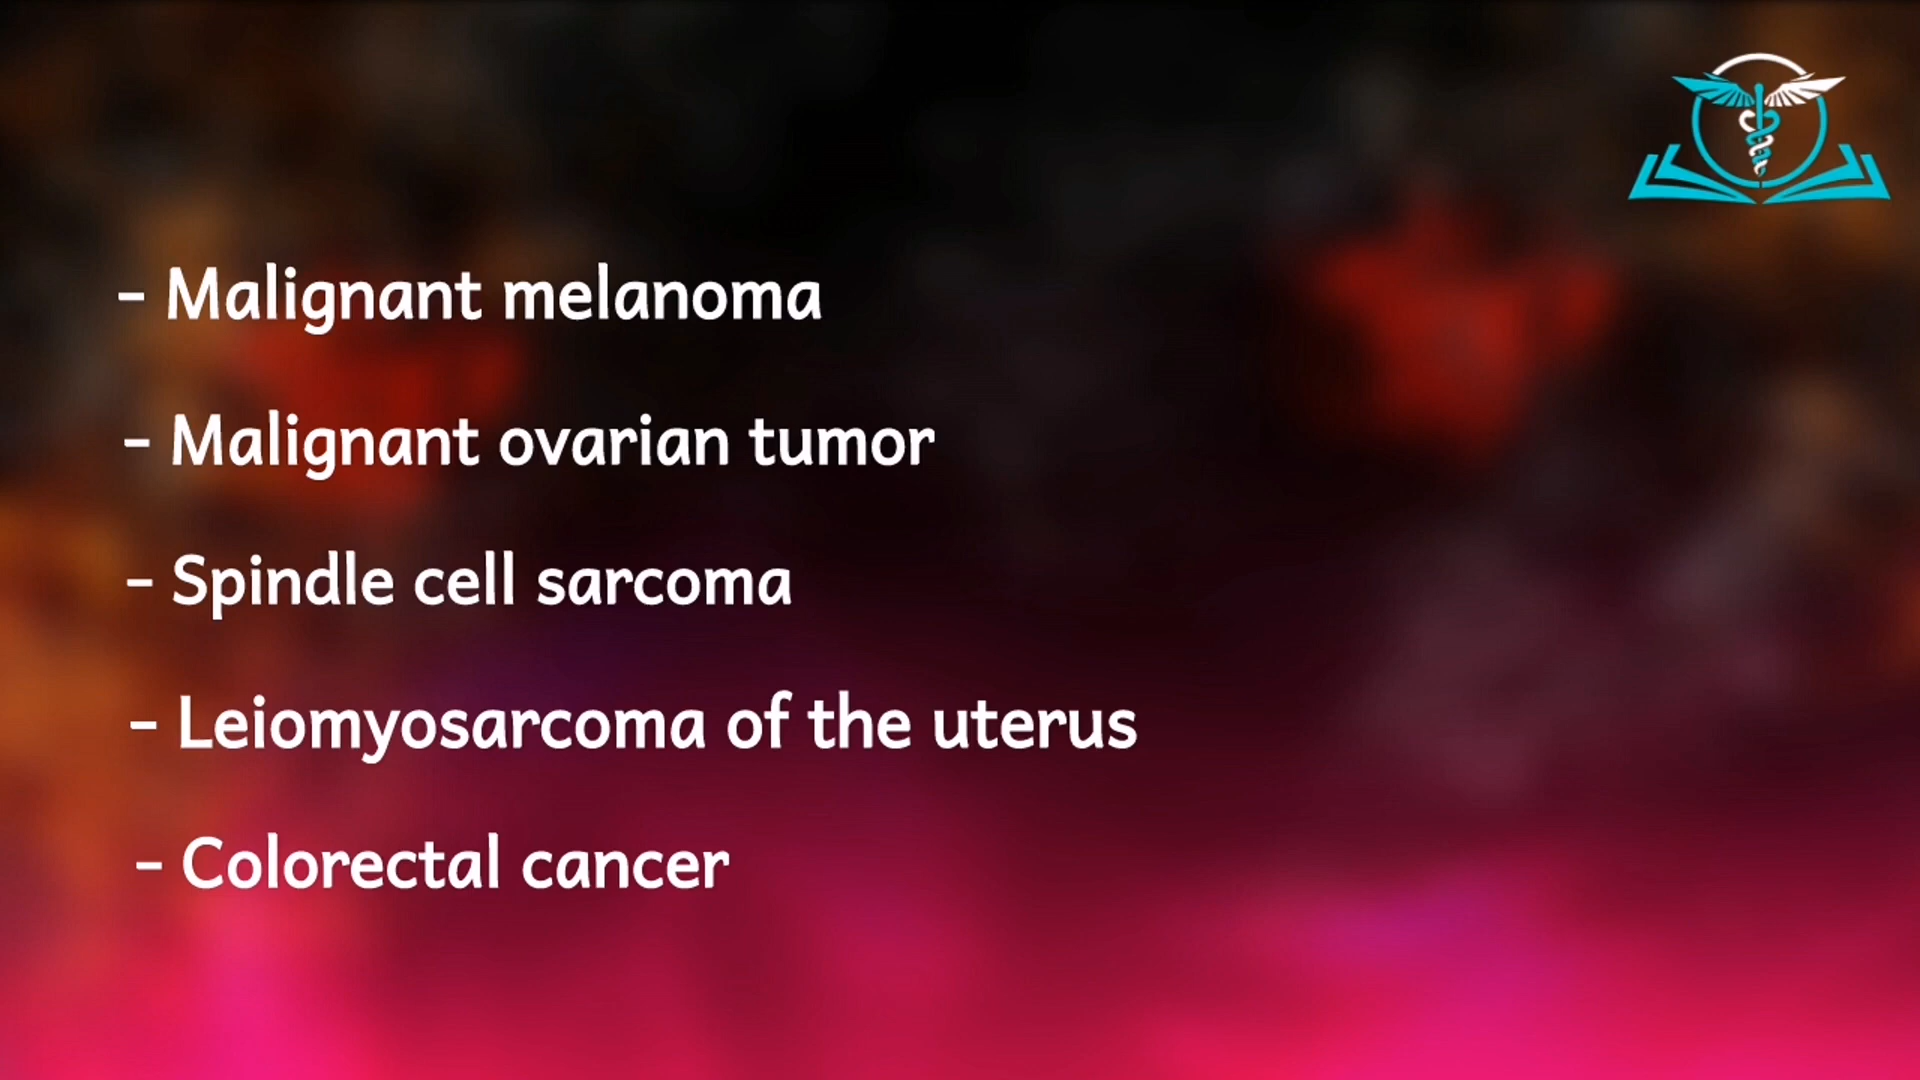 - Malignant melanoma
- Malignant ovarian tumor
- Spindle cell sarcoma
- Leiomyosarcoma of the uterus
- Colorectal cancer